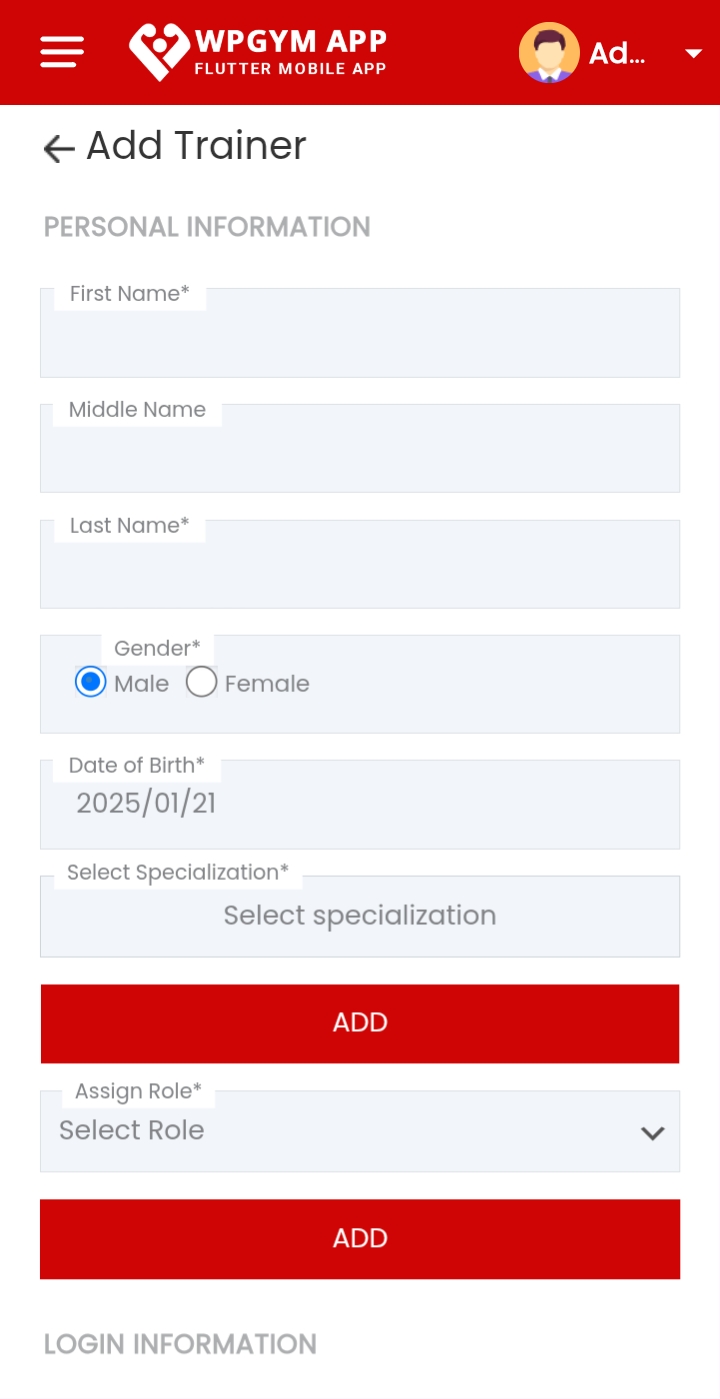 WPGYM APP
FLUTTER MOBILE APP
Ad...
Add Trainer
PERSONAL INFORMATION
First Name*
Middle Name
Last Name*
Gender*
Male Female
Date of Birth*
2025/01/21
Select Specialization*
Select specialization
ADD
Assign Role*
Select Role
ADD
LOGIN INFORMATION